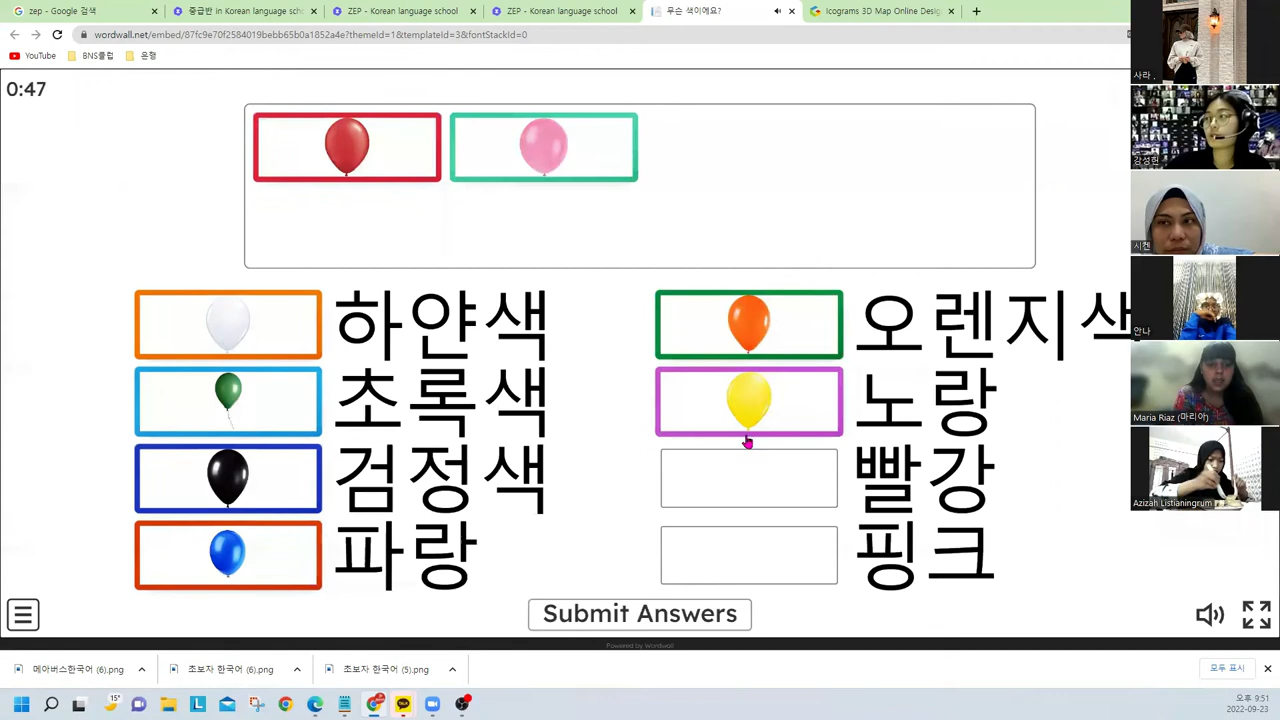 zep - Google 검색
중급반 in Korean language sch
ZEP - Korean language school
ZEP - Korean language school
무슨 색이에요?
Icograms 3D Map Online Desig
wordwall.net/embed/87fc9e70f2584019bebb65b0a1852a4e?themeId=1&templateId=3&fontStackId=0
YouTube
BNS클럽
은행
0:47
하얀색
오렌지색
초록색
노랑
검정색
빨강
파랑
핑크
Submit Answers
Powered by Wordwall
사라 ,
강성헌
시첸
안나
Maria Riaz (마리아)
Azizah Listianingrum
메아버스한국어 (6).png
초보자 한국어 (6).png
초보자 한국어 (5).png
모두 표시
15°
L
TALK
오후 9:51
2022-09-23